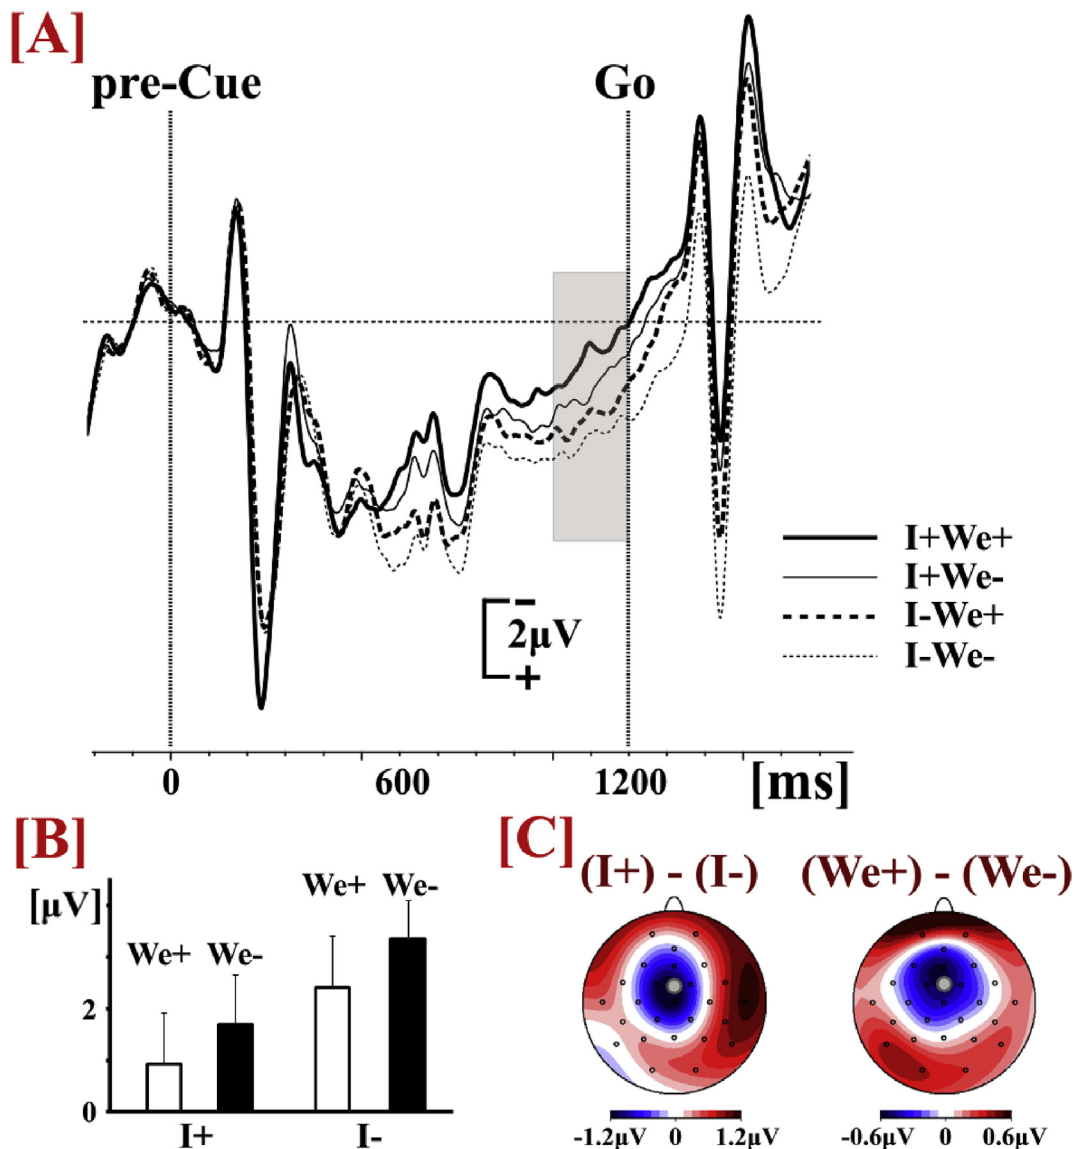 [A]
pre-Cue
Go
I+We+
I+We-
I-We+
I-We-
−
2µV
+
0
600
1200
[ms]
[B]
[µV]
We+
We-
We+
We-
2
0
I+
I-
[C]
(I+) - (I-)
(We+) - (We-)
-1.2µV
0
1.2µV
-0.6µV
0
0.6µV